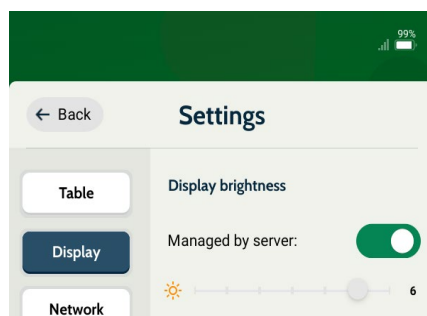 99%
← Back
Settings
Table
Display brightness
Display
Managed by server:
6
Network